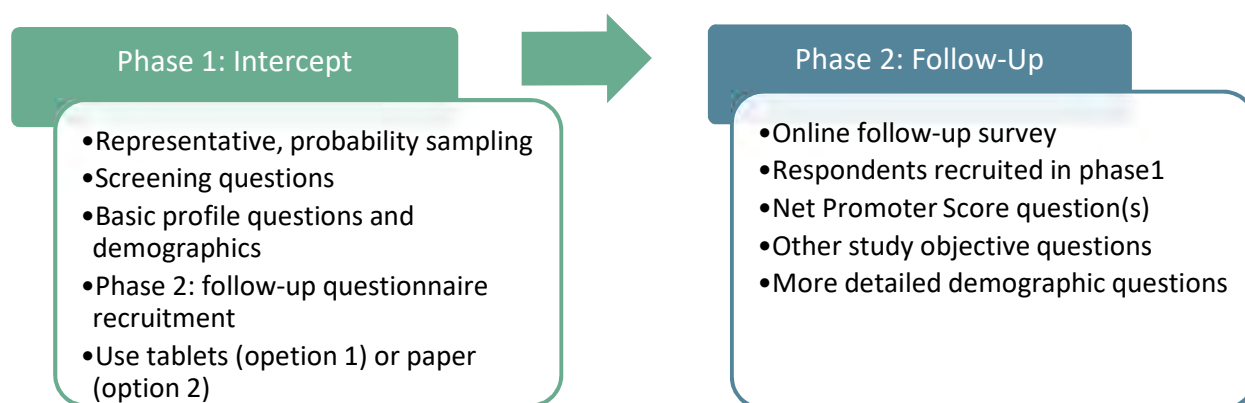 Phase 1: Intercept
•Representative, probability sampling
•Screening questions
•Basic profile questions and
demographics
•Phase 2: follow-up questionnaire
recruitment
•Use tablets (opetion 1) or paper
(option 2)
Phase 2: Follow-Up
•Online follow-up survey
•Respondents recruited in phase1
•Net Promoter Score question(s)
•Other study objective questions
•More detailed demographic questions